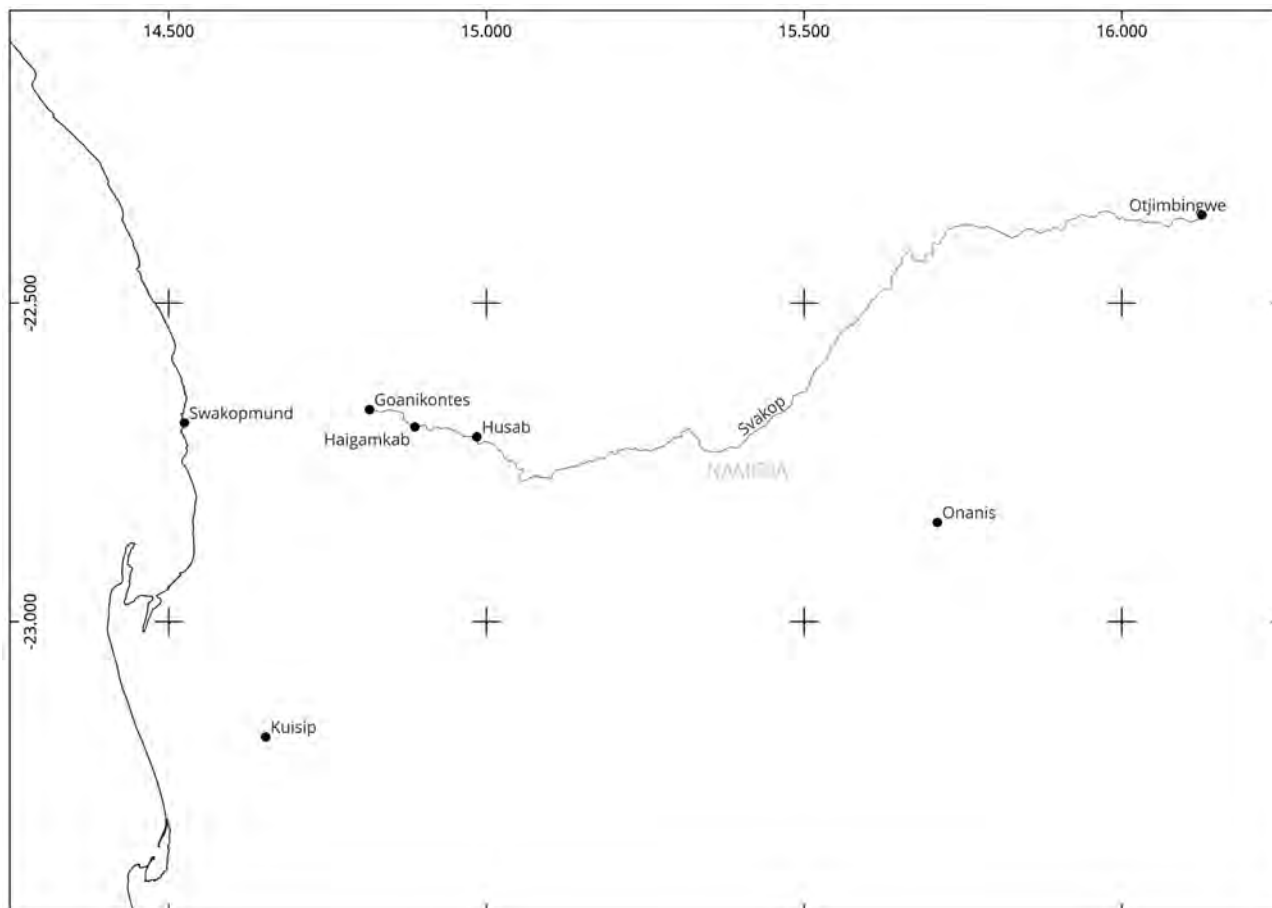 14.500
15.000
15.500
16.000
-22.500
-23.000
Otjimbingwe
Goanikontes
Swakopmund
Haigamkab
Husab
Svakop
NAMIBIA
Onanis
Kuisip